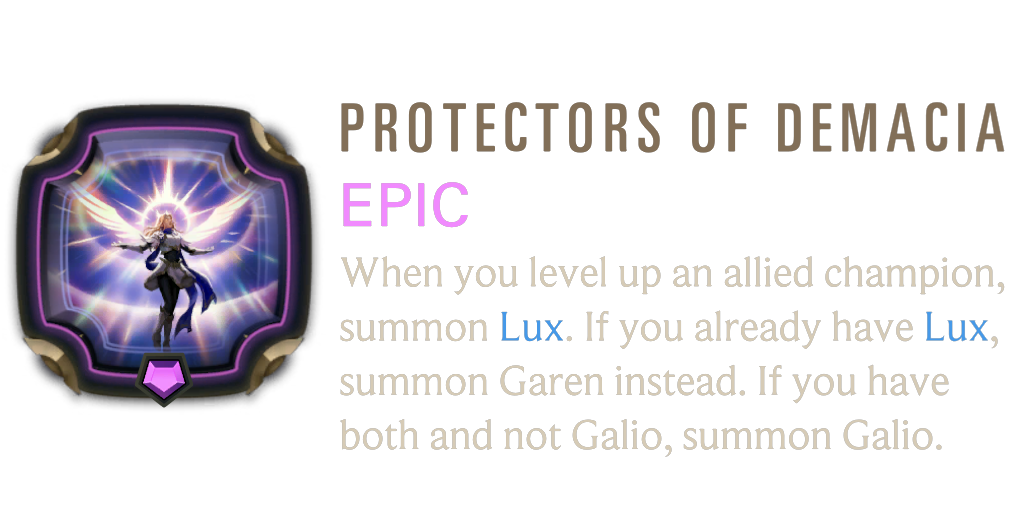 PROTECTORS OF DEMACIA
EPIC
When you level up an allied champion,
summon Lux. If you already have Lux,
summon Garen instead. If you have
both and not Galio, summon Galio.